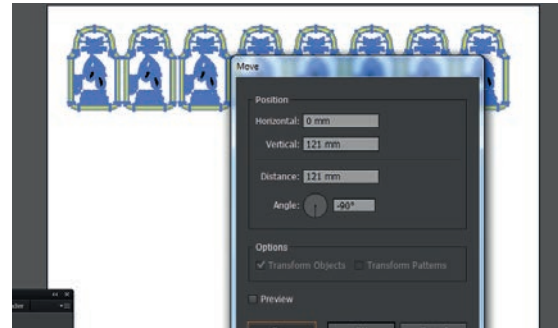 Move
Position
Horizontal: 0 mm
Vertical: 121 mm
Distance: 121 mm
Angle: -90°
Options
Transform Objects Transform Patterns
Preview